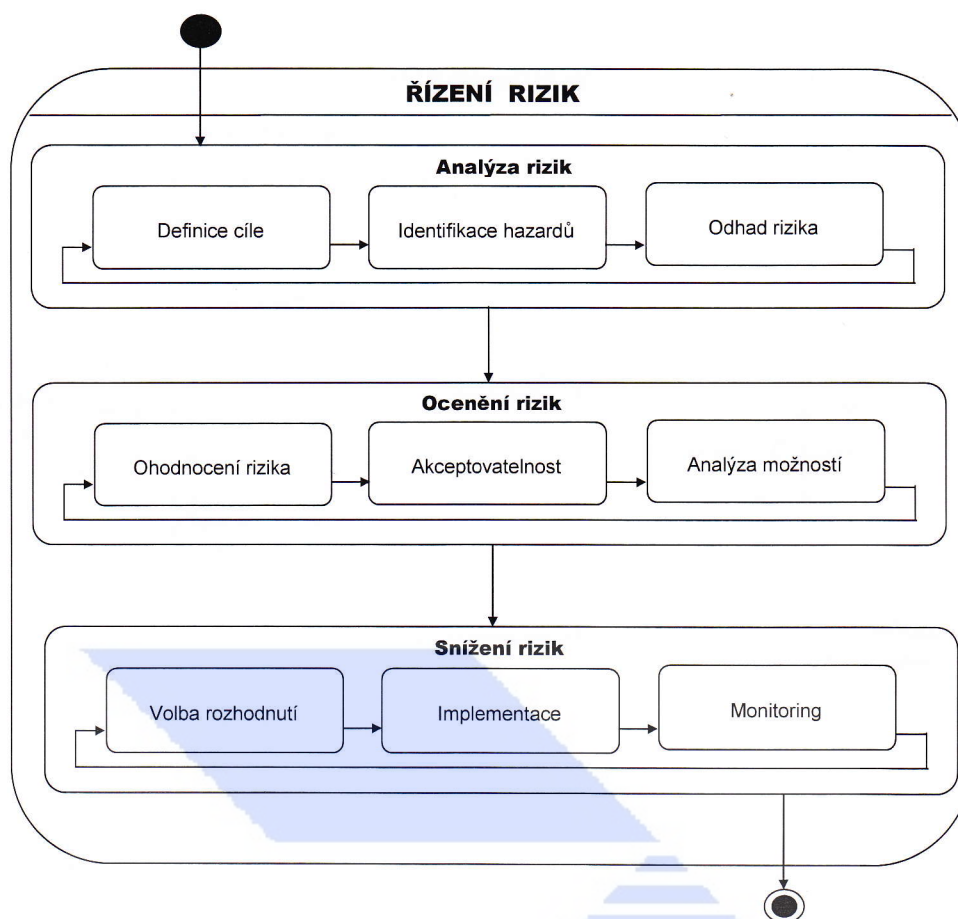 ŘÍZENÍ RIZIK
Analýza rizik
Definice cíle
Identifikace hazardů
Odhad rizika
Ocenění rizik
Ohodnocení rizika
Akceptovatelnost
Analýza možností
Snížení rizik
Volba rozhodnutí
Implementace
Monitoring